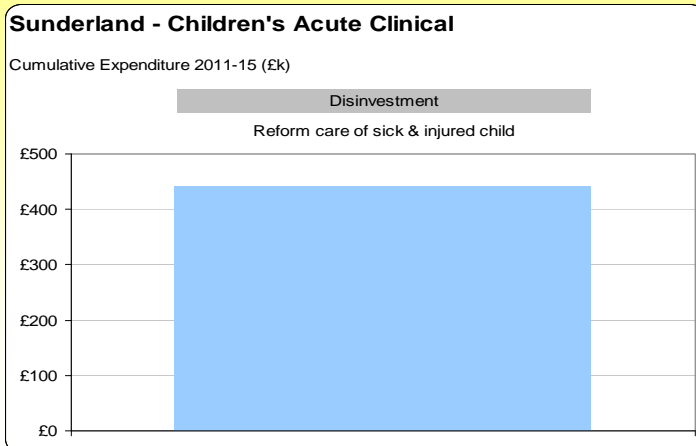 Sunderland - Children's Acute Clinical
Cumulative Expenditure 2011-15 (£k)
Disinvestment
Reform care of sick & injured child
£500
£400
£300
£200
£100
£0